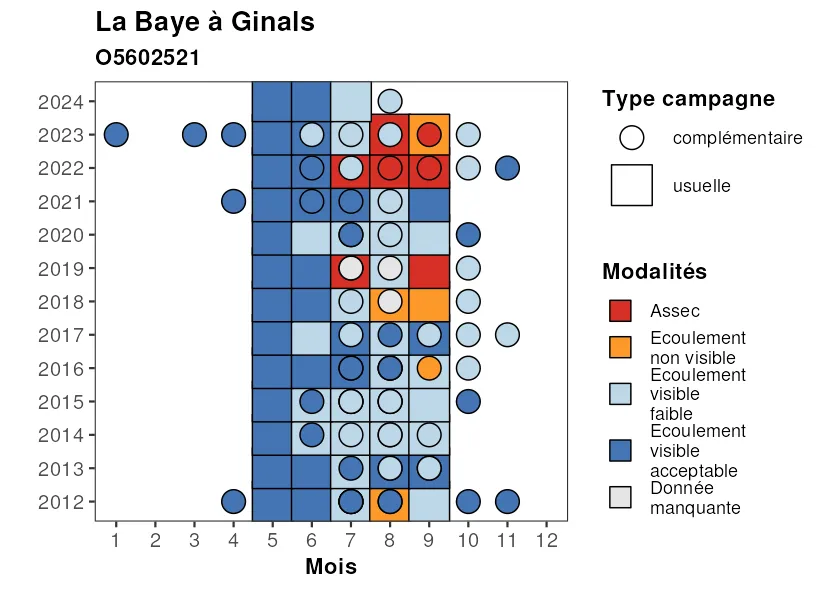 La Baye à Ginals
O5602521
2024
2023
2022
2021
2020
2019
2018
2017
2016
2015
2014
2013
2012
1 2 3 4 5 6 7 8 9 10 11 12
Mois
Type campagne
complémentaire
usuelle
Modalités
Assec
Ecoulement
non visible
Ecoulement
visible
faible
Ecoulement
visible
acceptable
Donnée
manquante